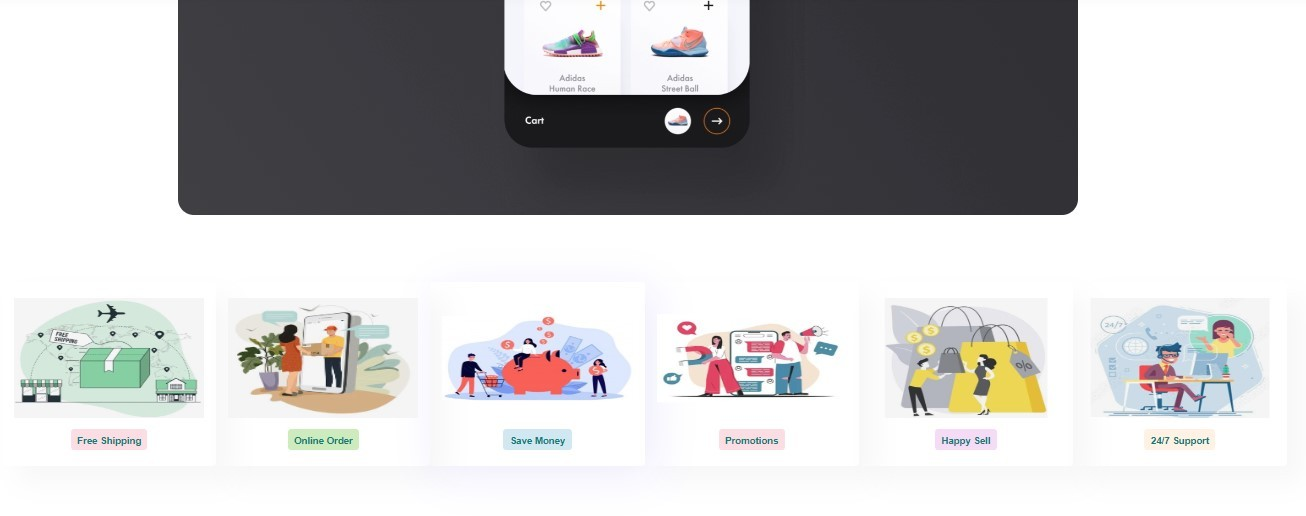 Adidas
Human Race
Adidas
Street Ball
Cart
FREE
SHIPPING
24/7
%
Free Shipping
Online Order
Save Money
Promotions
Happy Sell
24/7 Support